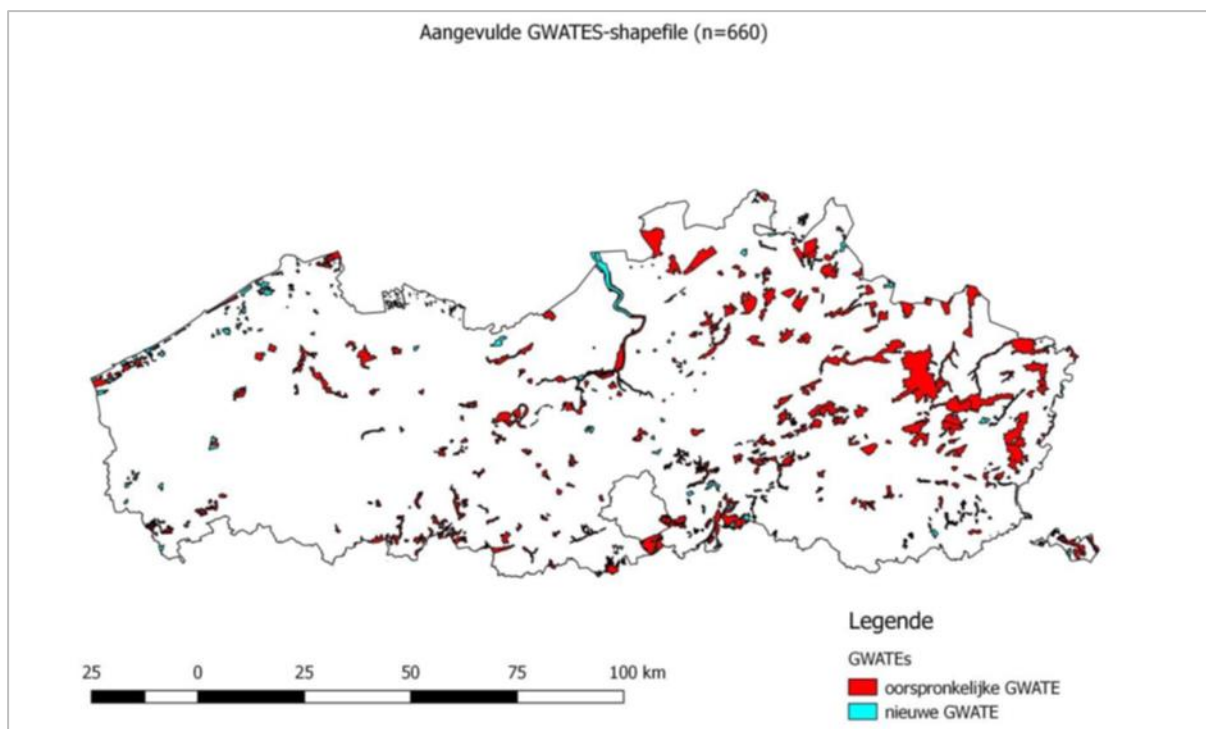 Aangevulde GWATES-shapefile (n=660)
Legende
GWATEs
oorspronkelijke GWATE
nieuwe GWATE
25 0 25 50 75 100 km